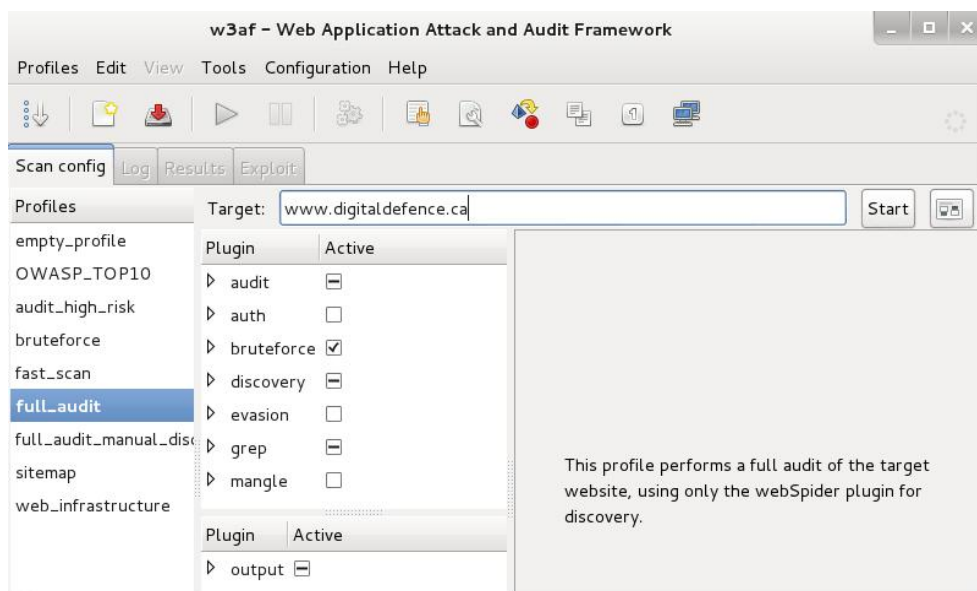 w3af - Web Application Attack and Audit Framework
Profiles Edit View Tools Configuration Help
Scan config Log Results Exploit
Profiles
empty_profile
OWASP_TOP10
audit_high_risk
bruteforce
fast_scan
full_audit
full_audit_manual_disc
sitemap
web_infrastructure
Target: www.digitaldefence.ca Start
Plugin Active
audit
auth
bruteforce
discovery
evasion
grep
mangle
Plugin Active
output
This profile performs a full audit of the target
website, using only the webSpider plugin for
discovery.